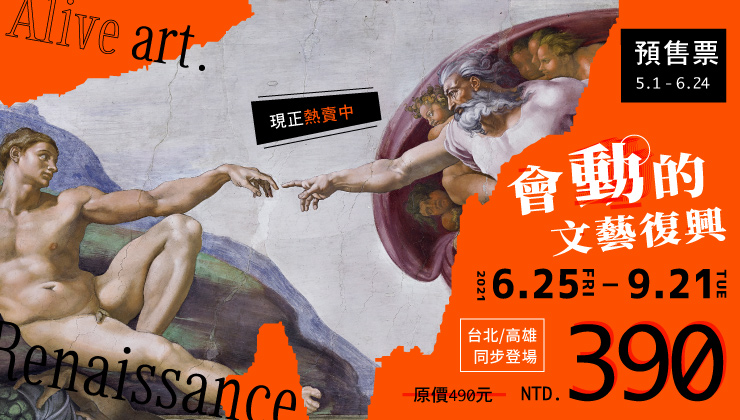 Alive art.
預售票
5.1 - 6.24
現正熱賣中
會動的
文藝復興
2021 6.25 FRI - 9.21 TUE
台北/高雄
同步登場
原價490元 NTD. 390
Renaissance